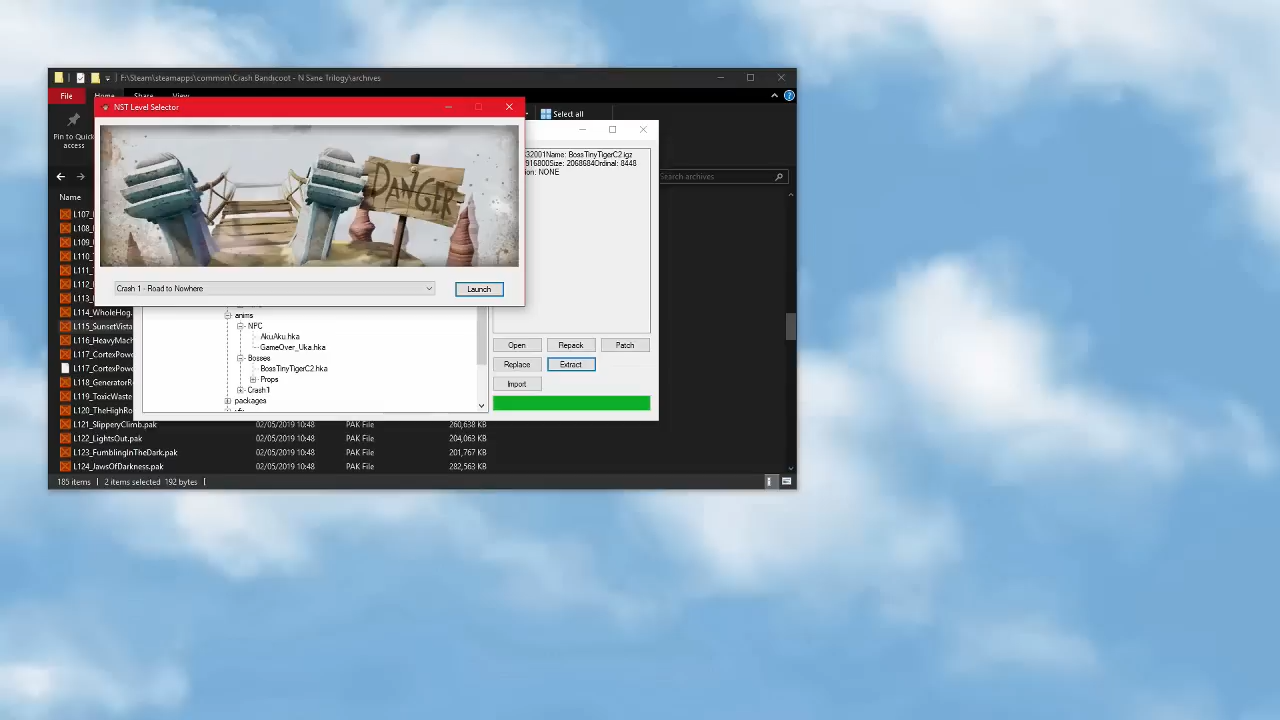 F:\Steam\steamapps\common\Crash Bandicoot - N Sane Trilogy\archives
File
Home
Share
View
NST Level Selector
Select all
Pin to Quick
access
DANGER
32001Name: BossTinyTigerC2.igz
916800Size: 2068684Ordinal: 8448
on: NONE
Search archives
Name
L107_
L108_
L109_
L110_T
L111_
L112_
L113_
L114_WholeHog.
L115_SunsetVista
L116_HeavyMach
L117_CortexPow
L117_CortexPow
L118_GeneratorR
L119_ToxicWaste
L120_TheHighRo
Crash 1 - Road to Nowhere
Launch
anims
NPC
AkuAku.hka
GameOver_Uka.hka
Bosses
BossTinyTigerC2.hka
Props
Crash1
packages
Open
Repack
Patch
Replace
Extract
Import
L121_SlipperyClimb.pak 02/05/2019 10:48 PAK File 260,638 KB
L122_LightsOut.pak 02/05/2019 10:48 PAK File 204,063 KB
L123_FumblingInTheDark.pak 02/05/2019 10:48 PAK File 201,767 KB
L124_JawsOfDarkness.pak 02/05/2019 10:48 PAK File 282,563 KB
185 items
2 items selected 192 bytes